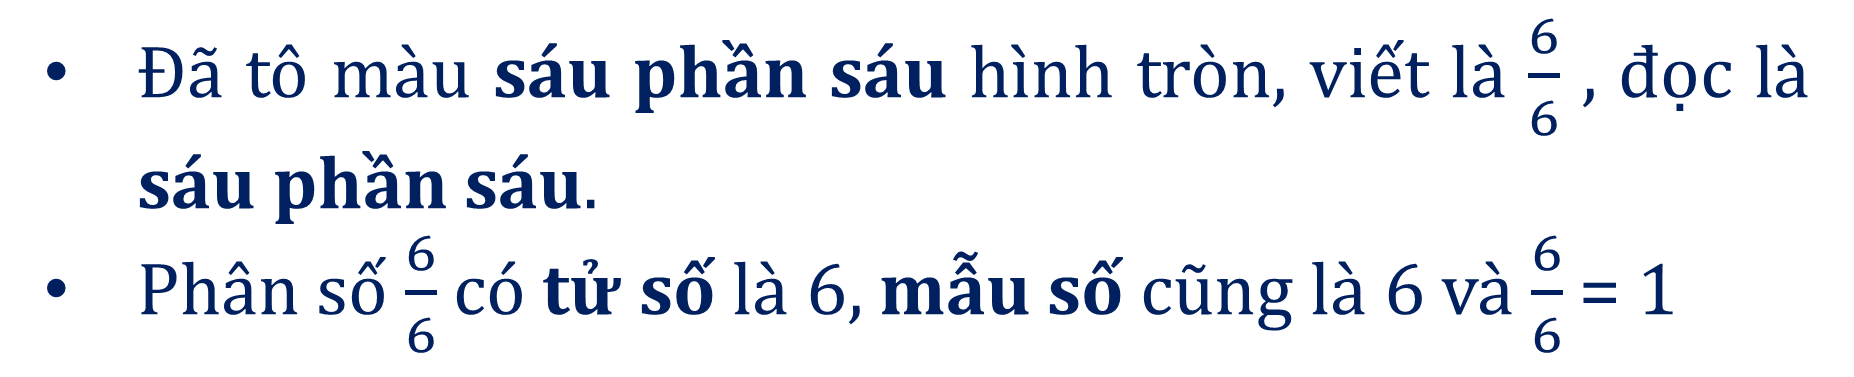 • Đã tô màu sáu phần sáu hình tròn, viết là 6/6 , đọc là
sáu phần sáu.
• Phân số 6/6 có tử số là 6, mẫu số cũng là 6 và 6/6 = 1